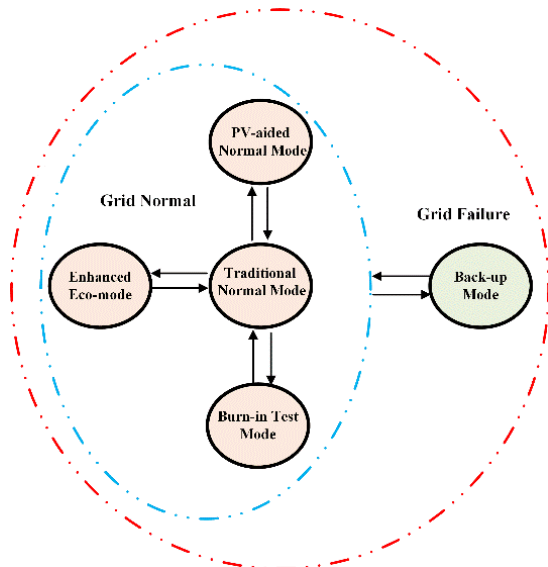 PV-aided
Normal Mode
Grid Normal
Grid Failure
Enhanced
Eco-mode
Traditional
Normal Mode
Back-up
Mode
Burn-in Test
Mode